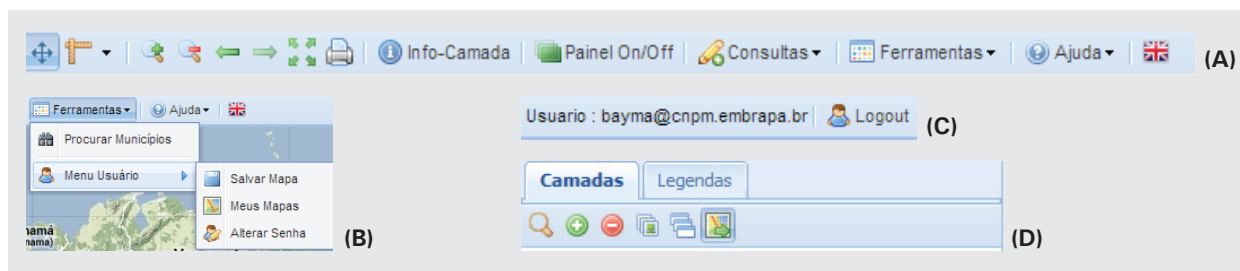 Info-Camada Painel On/Off Consultas Ferramentas Ajuda (A)
Ferramentas Ajuda
Procurar Municípios
Menu Usuário
Salvar Mapa
Meus Mapas
Alterar Senha
namá
(B)
Usuario : bayma@cnpm.embrapa.br Logout (C)
Camadas Legendas
(D)